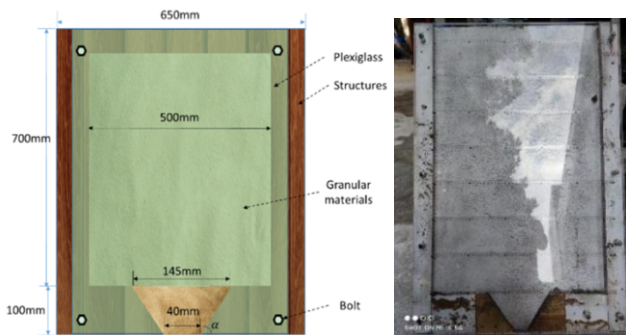 650mm
Plexiglass
Structures
500mm
700mm
Granular
materials
145mm
100mm
40mm
α
Bolt